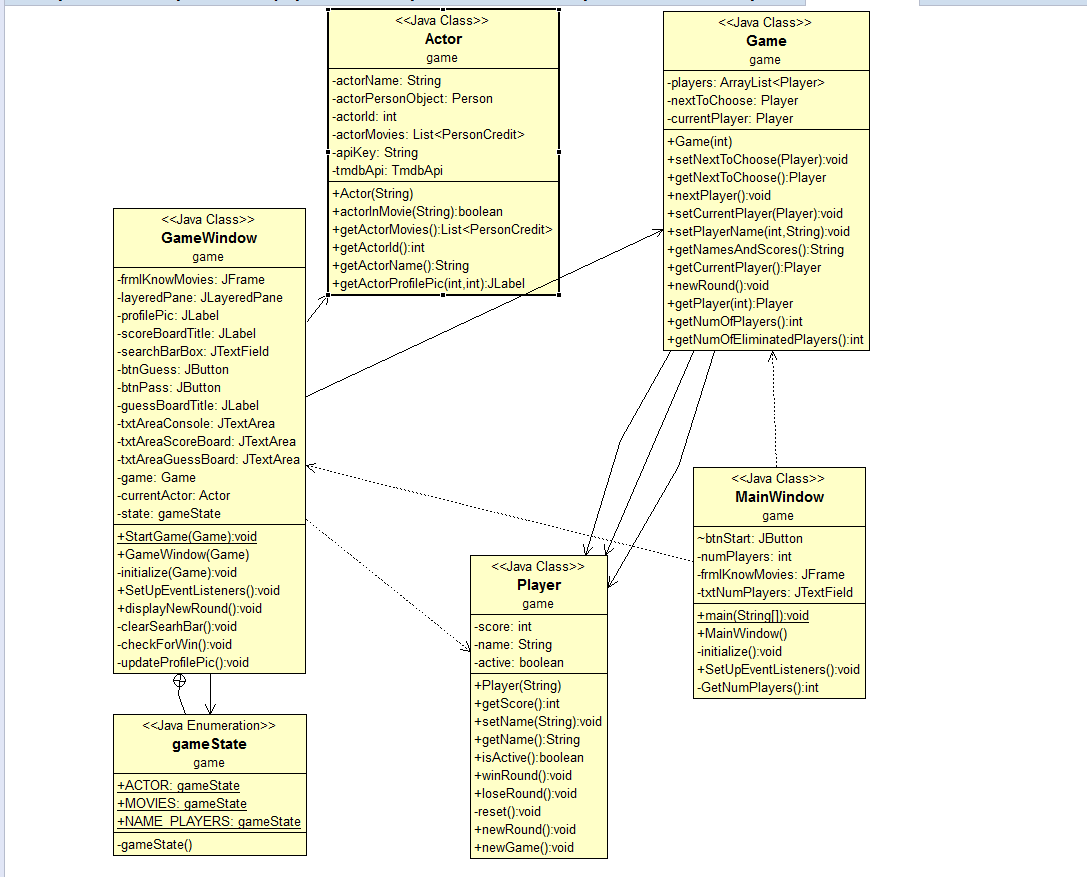 <<Java Class>>
Actor
game
-actorName: String
-actorPersonObject: Person
-actorId: int
-actorMovies: List<PersonCredit>
-apiKey: String
-tmdbApi: TmdbApi
+Actor(String)
+actorInMovie(String):boolean
+getActorMovies():List<PersonCredit>
+getActorId():int
+getActorName():String
+getActorProfilePic(int,int):JLabel
<<Java Class>>
Game
game
-players: ArrayList<Player>
-nextToChoose: Player
-currentPlayer: Player
+Game(int)
+setNextToChoose(Player):void
+getNextToChoose():Player
+nextPlayer():void
+setCurrentPlayer(Player):void
+setPlayerName(int,String):void
+getNamesAndScores():String
+getCurrentPlayer():Player
+newRound():void
+getPlayer(int):Player
+getNumOfPlayers():int
+getNumOfEliminatedPlayers():int
<<Java Class>>
GameWindow
game
-frmIKnowMovies: JFrame
-layeredPane: JLayeredPane
-profilePic: JLabel
-scoreBoardTitle: JLabel
-searchBarBox: JTextField
-btnGuess: JButton
-btnPass: JButton
-guessBoardTitle: JLabel
-txtAreaConsole: JTextArea
-txtAreaScoreBoard: JTextArea
-txtAreaGuessBoard: JTextArea
-game: Game
-currentActor: Actor
-state: gameState
+StartGame(Game):void
+GameWindow(Game)
-initialize(Game):void
+SetUpEventListeners():void
+displayNewRound():void
-clearSearhBar():void
-checkForWin():void
-updateProfilePic():void
<<Java Class>>
MainWindow
game
~btnStart: JButton
-numPlayers: int
-frmIKnowMovies: JFrame
-txtNumPlayers: JTextField
+main(String[]):void
+MainWindow()
-initialize():void
+SetUpEventListeners():void
-GetNumPlayers():int
<<Java Class>>
Player
game
-score: int
-name: String
-active: boolean
+Player(String)
+getScore():int
+setName(String):void
+getName():String
+isActive():boolean
+winRound():void
+loseRound():void
-reset():void
+newRound():void
+newGame():void
<<Java Enumeration>>
gameState
game
+ACTOR: gameState
+MOVIES: gameState
+NAME_PLAYERS: gameState
-gameState()